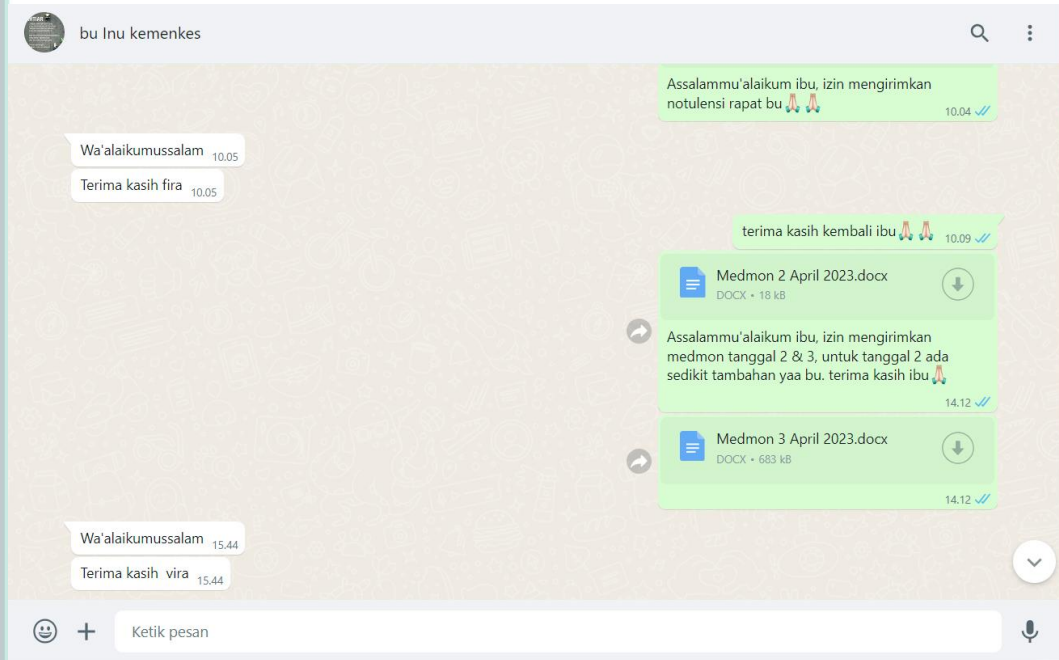 bu Inu kemenkes
Assalammu'alaikum ibu, izin mengirimkan
notulensi rapat bu🙏🏻🙏🏻
10.04
Wa'alaikumussalam 10.05
Terima kasih fira 10.05
terima kasih kembali ibu🙏🏻🙏🏻 10.09
Medmon 2 April 2023.docx
DOCX • 18 kB
Assalammu'alaikum ibu, izin mengirimkan
medmon tanggal 2 & 3, untuk tanggal 2 ada
sedikit tambahan yaa bu. terima kasih ibu🙏🏻
14.12
Medmon 3 April 2023.docx
DOCX • 683 kB
14.12
Wa'alaikumussalam 15.44
Terima kasih  vira 15.44
Ketik pesan